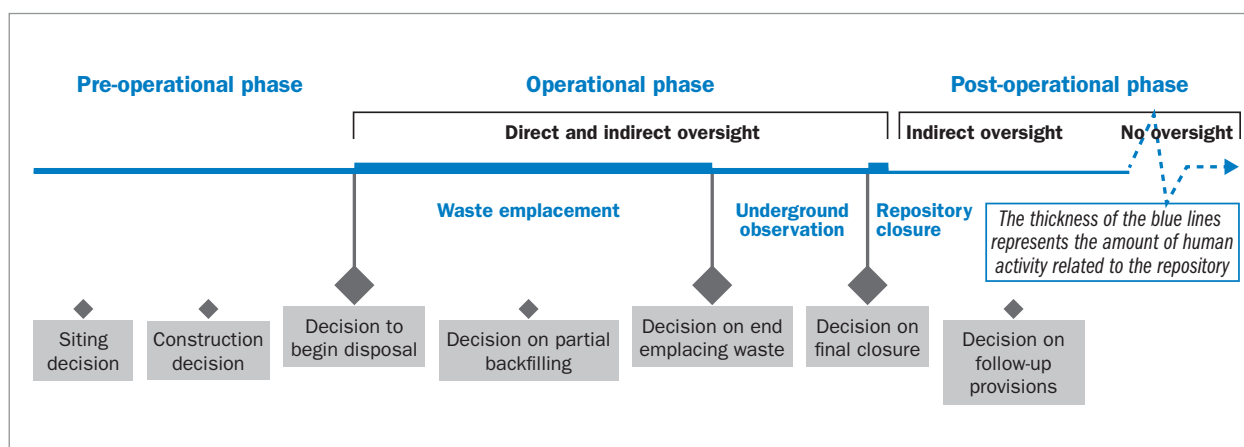 Pre-operational phase
Operational phase
Post-operational phase
Direct and indirect oversight
Indirect oversight
No oversight
Waste emplacement
Underground
observation
Repository
closure
The thickness of the blue lines
represents the amount of human
activity related to the repository
Siting
decision
Construction
decision
Decision to
begin disposal
Decision on partial
backfilling
Decision on end
emplacing waste
Decision on
final closure
Decision on
follow-up
provisions